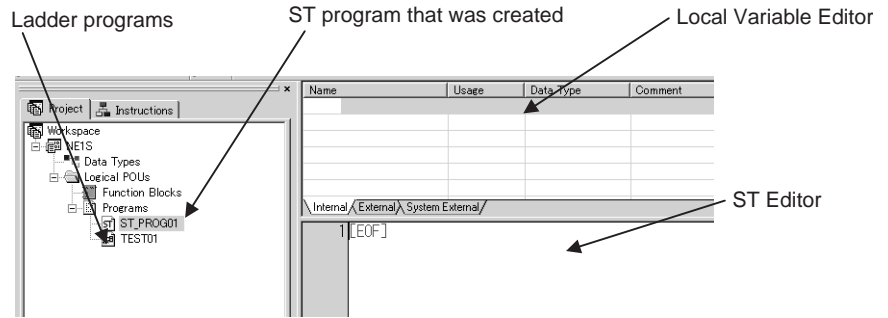 Ladder programs
ST program that was created
Local Variable Editor
Name Usage Data Type Comment
Project Instructions
Workspace
NE1S
Data Types
Logical POUs
Function Blocks
Programs
ST_PROG01
TEST01
Internal External System External
ST Editor
1 [EOF]